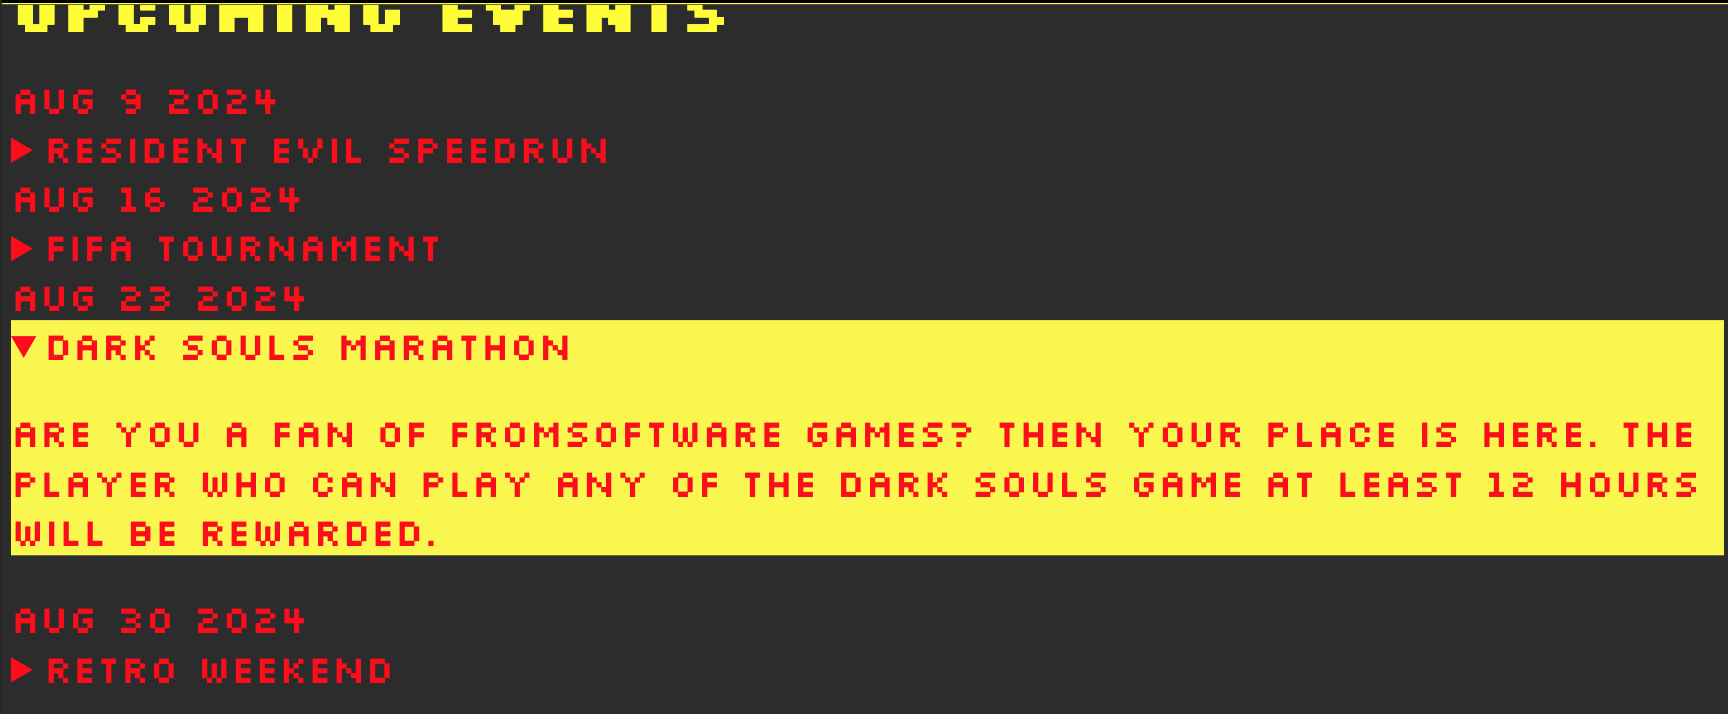 UPCOMING EVENTS
AUG 9 2024
RESIDENT EVIL SPEEDRUN
AUG 16 2024
FIFA TOURNAMENT
AUG 23 2024
DARK SOULS MARATHON
ARE YOU A FAN OF FROMSOFTWARE GAMES? THEN YOUR PLACE IS HERE. THE
PLAYER WHO CAN PLAY ANY OF THE DARK SOULS GAME AT LEAST 12 HOURS
WILL BE REWARDED.
AUG 30 2024
RETRO WEEKEND